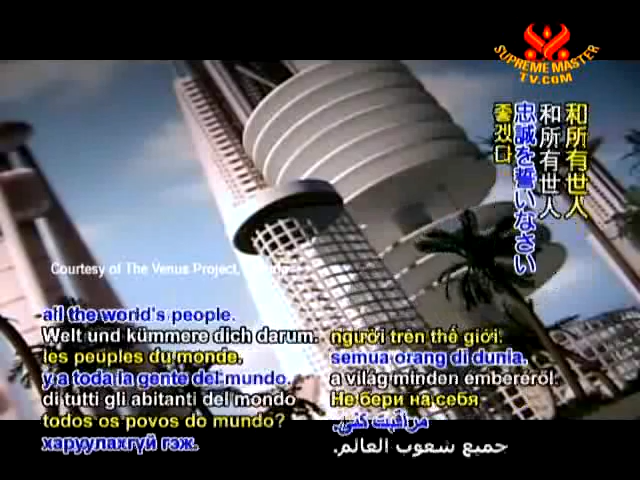 SUPREME MASTER
TV.COM
和所有世人
和所有世人
忠誠を誓いなさい
좋겠다
Courtesy of The Venus Project,
all the world's people.
Welt und kümmere dich darum.
les peuples du monde,
y a toda la gente del mundo.
di tutti gli abitanti del mondo
todos os povos do mundo?
харуулахгүй гэж.
người trên thế giới.
semua orang di dunia,
a világ minden emberéről.
Не бери на себя
جميع شعوب العالم.